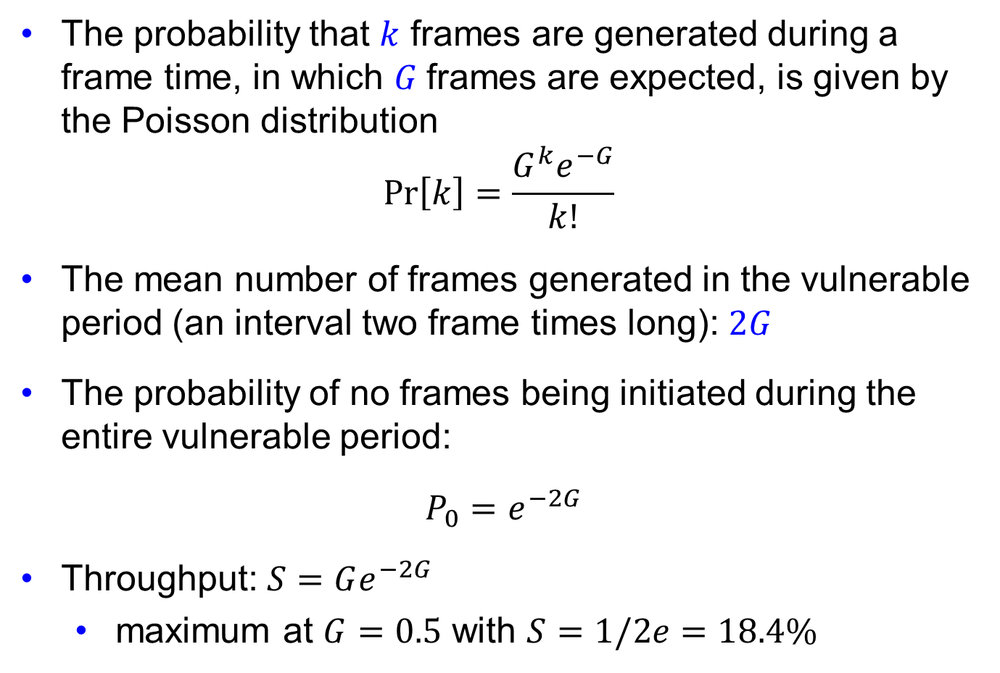 • The probability that k frames are generated during a
frame time, in which G frames are expected, is given by
the Poisson distribution
Pr[k] = G^k e^−G / k!
• The mean number of frames generated in the vulnerable
period (an interval two frame times long): 2G
• The probability of no frames being initiated during the
entire vulnerable period:
P₀ = e^−2G
• Throughput: S = Ge^−2G
• maximum at G = 0.5 with S = 1/2e = 18.4%